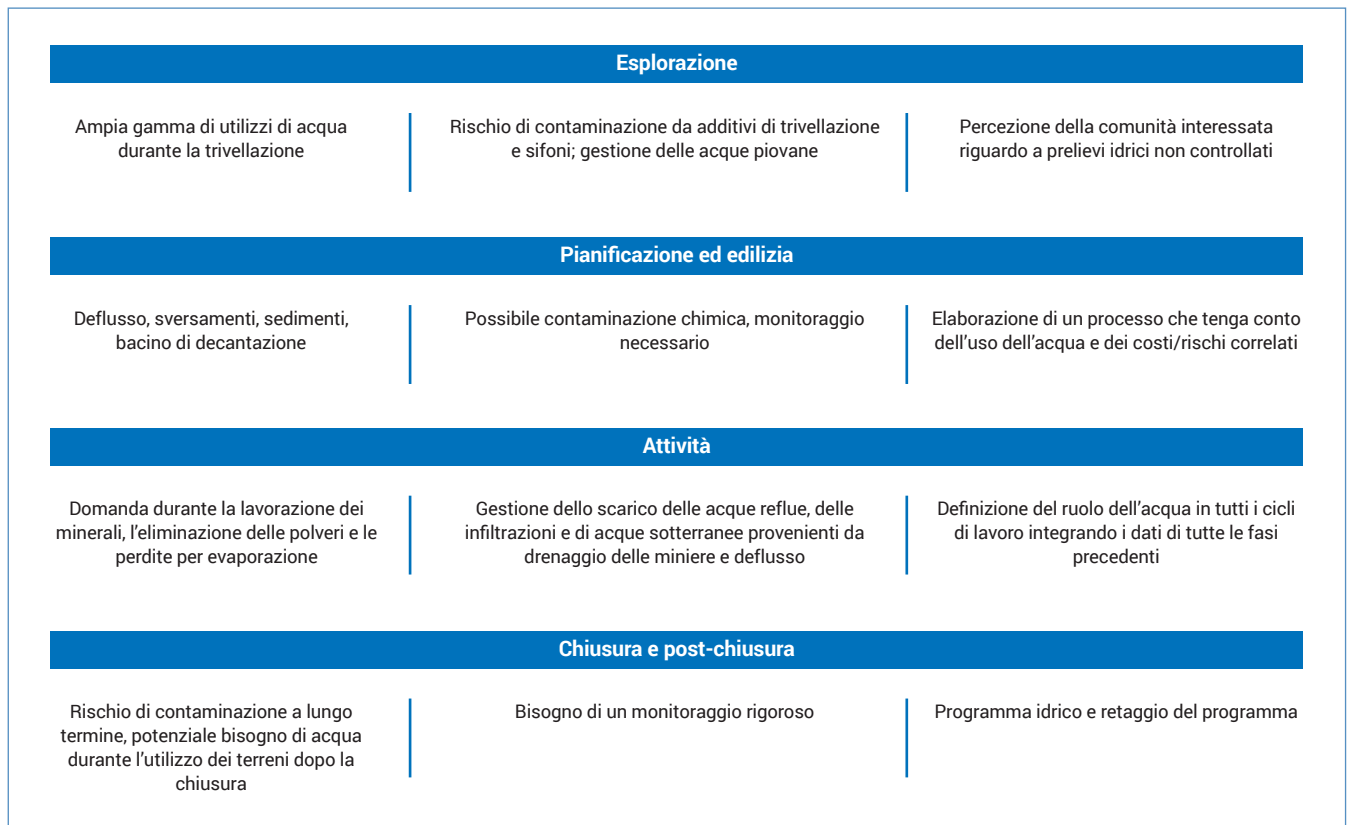 Esplorazione
Ampia gamma di utilizzi di acqua
durante la trivellazione
Rischio di contaminazione da additivi di trivellazione
e sifoni; gestione delle acque piovane
Percezione della comunità interessata
riguardo a prelievi idrici non controllati
Pianificazione ed edilizia
Deflusso, sversamenti, sedimenti,
bacino di decantazione
Possibile contaminazione chimica, monitoraggio
necessario
Elaborazione di un processo che tenga conto
dell'uso dell'acqua e dei costi/rischi correlati
Attività
Domanda durante la lavorazione dei
minerali, l'eliminazione delle polveri e le
perdite per evaporazione
Gestione dello scarico delle acque reflue, delle
infiltrazioni e di acque sotterranee provenienti da
drenaggio delle miniere e deflusso
Definizione del ruolo dell'acqua in tutti i cicli
di lavoro integrando i dati di tutte le fasi
precedenti
Chiusura e post-chiusura
Rischio di contaminazione a lungo
termine, potenziale bisogno di acqua
durante l'utilizzo dei terreni dopo la
chiusura
Bisogno di un monitoraggio rigoroso
Programma idrico e retaggio del programma